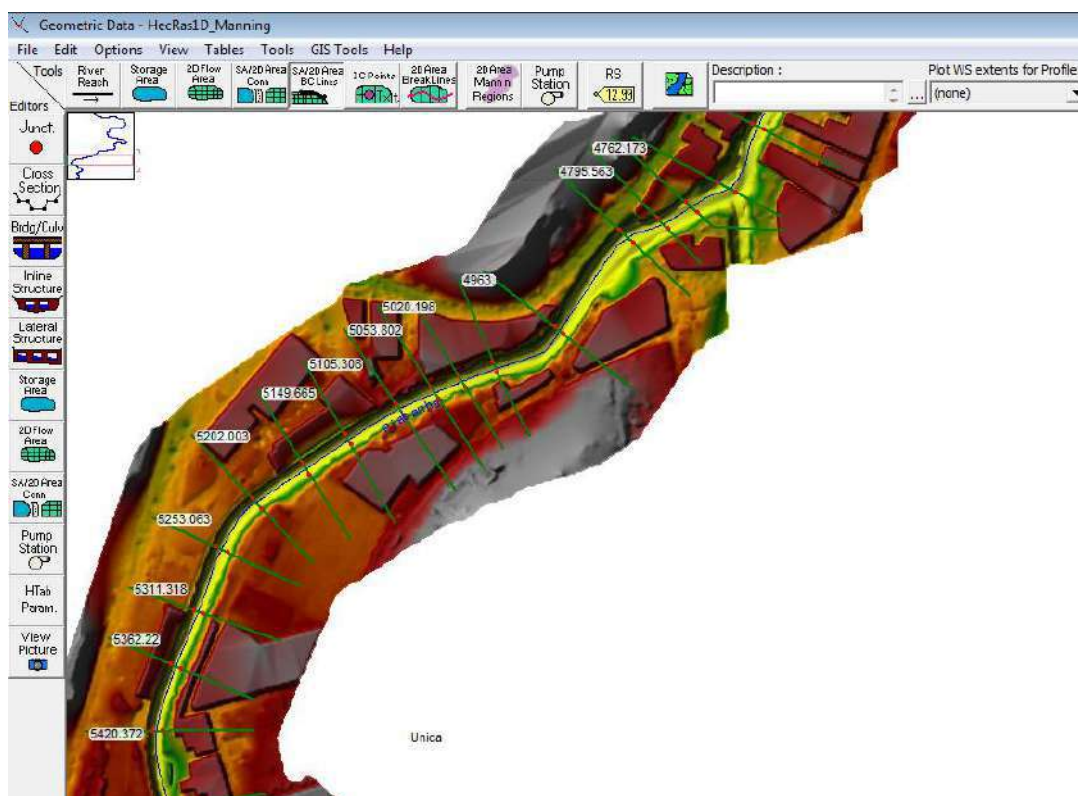 Geometric Data - HecRas1D_Manning
File Edit Options View Tables Tools GIS Tools Help
Tools
Editors
River
Reach
Storage
Area
2D Flow
Area
SA/2D Area
Conn
SA/2D Area
BC Lines
2D Area
BreakLines
2D Area
Mann n
Regions
Pump
Station
RS
12.99
Description :
...
Plot WS extents for Profile
(none)
Junct.
Cross
Section
Brdg/Culv
Inline
Structure
Lateral
Structure
Storage
Area
2D Flow
Area
SA/2D Area
Conn
Pump
Station
HTab
Param.
View
Picture
4762.173
4795.563
4963
5020.198
5053.802
5105.308
5149.665
5202.003
5253.063
5311.318
5362.22
5420.372
Unica